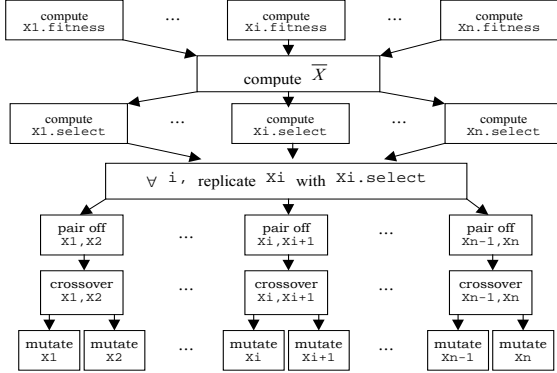 compute ... compute ... compute
X1.fitness Xi.fitness Xn.fitness
compute X̅
compute ... compute ... compute
X1.select Xi.select Xn.select
∀ i, replicate Xi with Xi.select
pair off ... pair off ... pair off
X1,X2 Xi,Xi+1 Xn-1,Xn
crossover ... crossover ... crossover
X1,X2 Xi,Xi+1 Xn-1,Xn
mutate mutate ... mutate mutate ... mutate mutate
X1 X2 Xi Xi+1 Xn-1 Xn